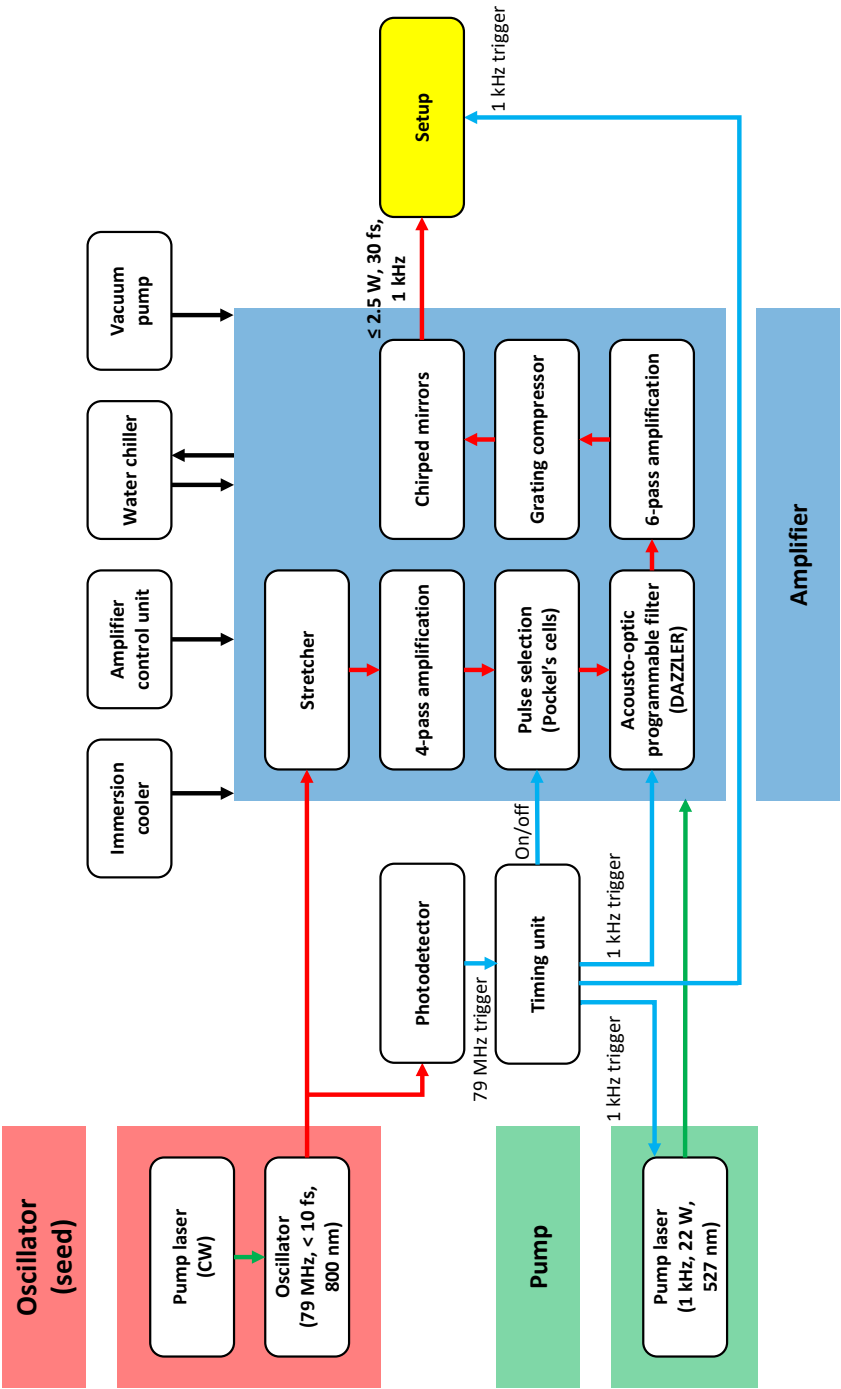 Oscillator
(seed)
Pump laser
(CW)
Oscillator
(79 MHz, < 10 fs,
800 nm)
Pump
Pump laser
(1 kHz, 22 W,
527 nm)
Photodetector
79 MHz trigger
Timing unit
1 kHz trigger
1 kHz trigger
On/off
Immersion
cooler
Amplifier
control unit
Water chiller
Vacuum
pump
Stretcher
4-pass amplification
Pulse selection
(Pockel’s cells)
Acousto-optic
programmable filter
(DAZZLER)
6-pass amplification
Grating compressor
Chirped mirrors
Amplifier
≤ 2.5 W, 30 fs,
1 kHz
Setup
1 kHz trigger